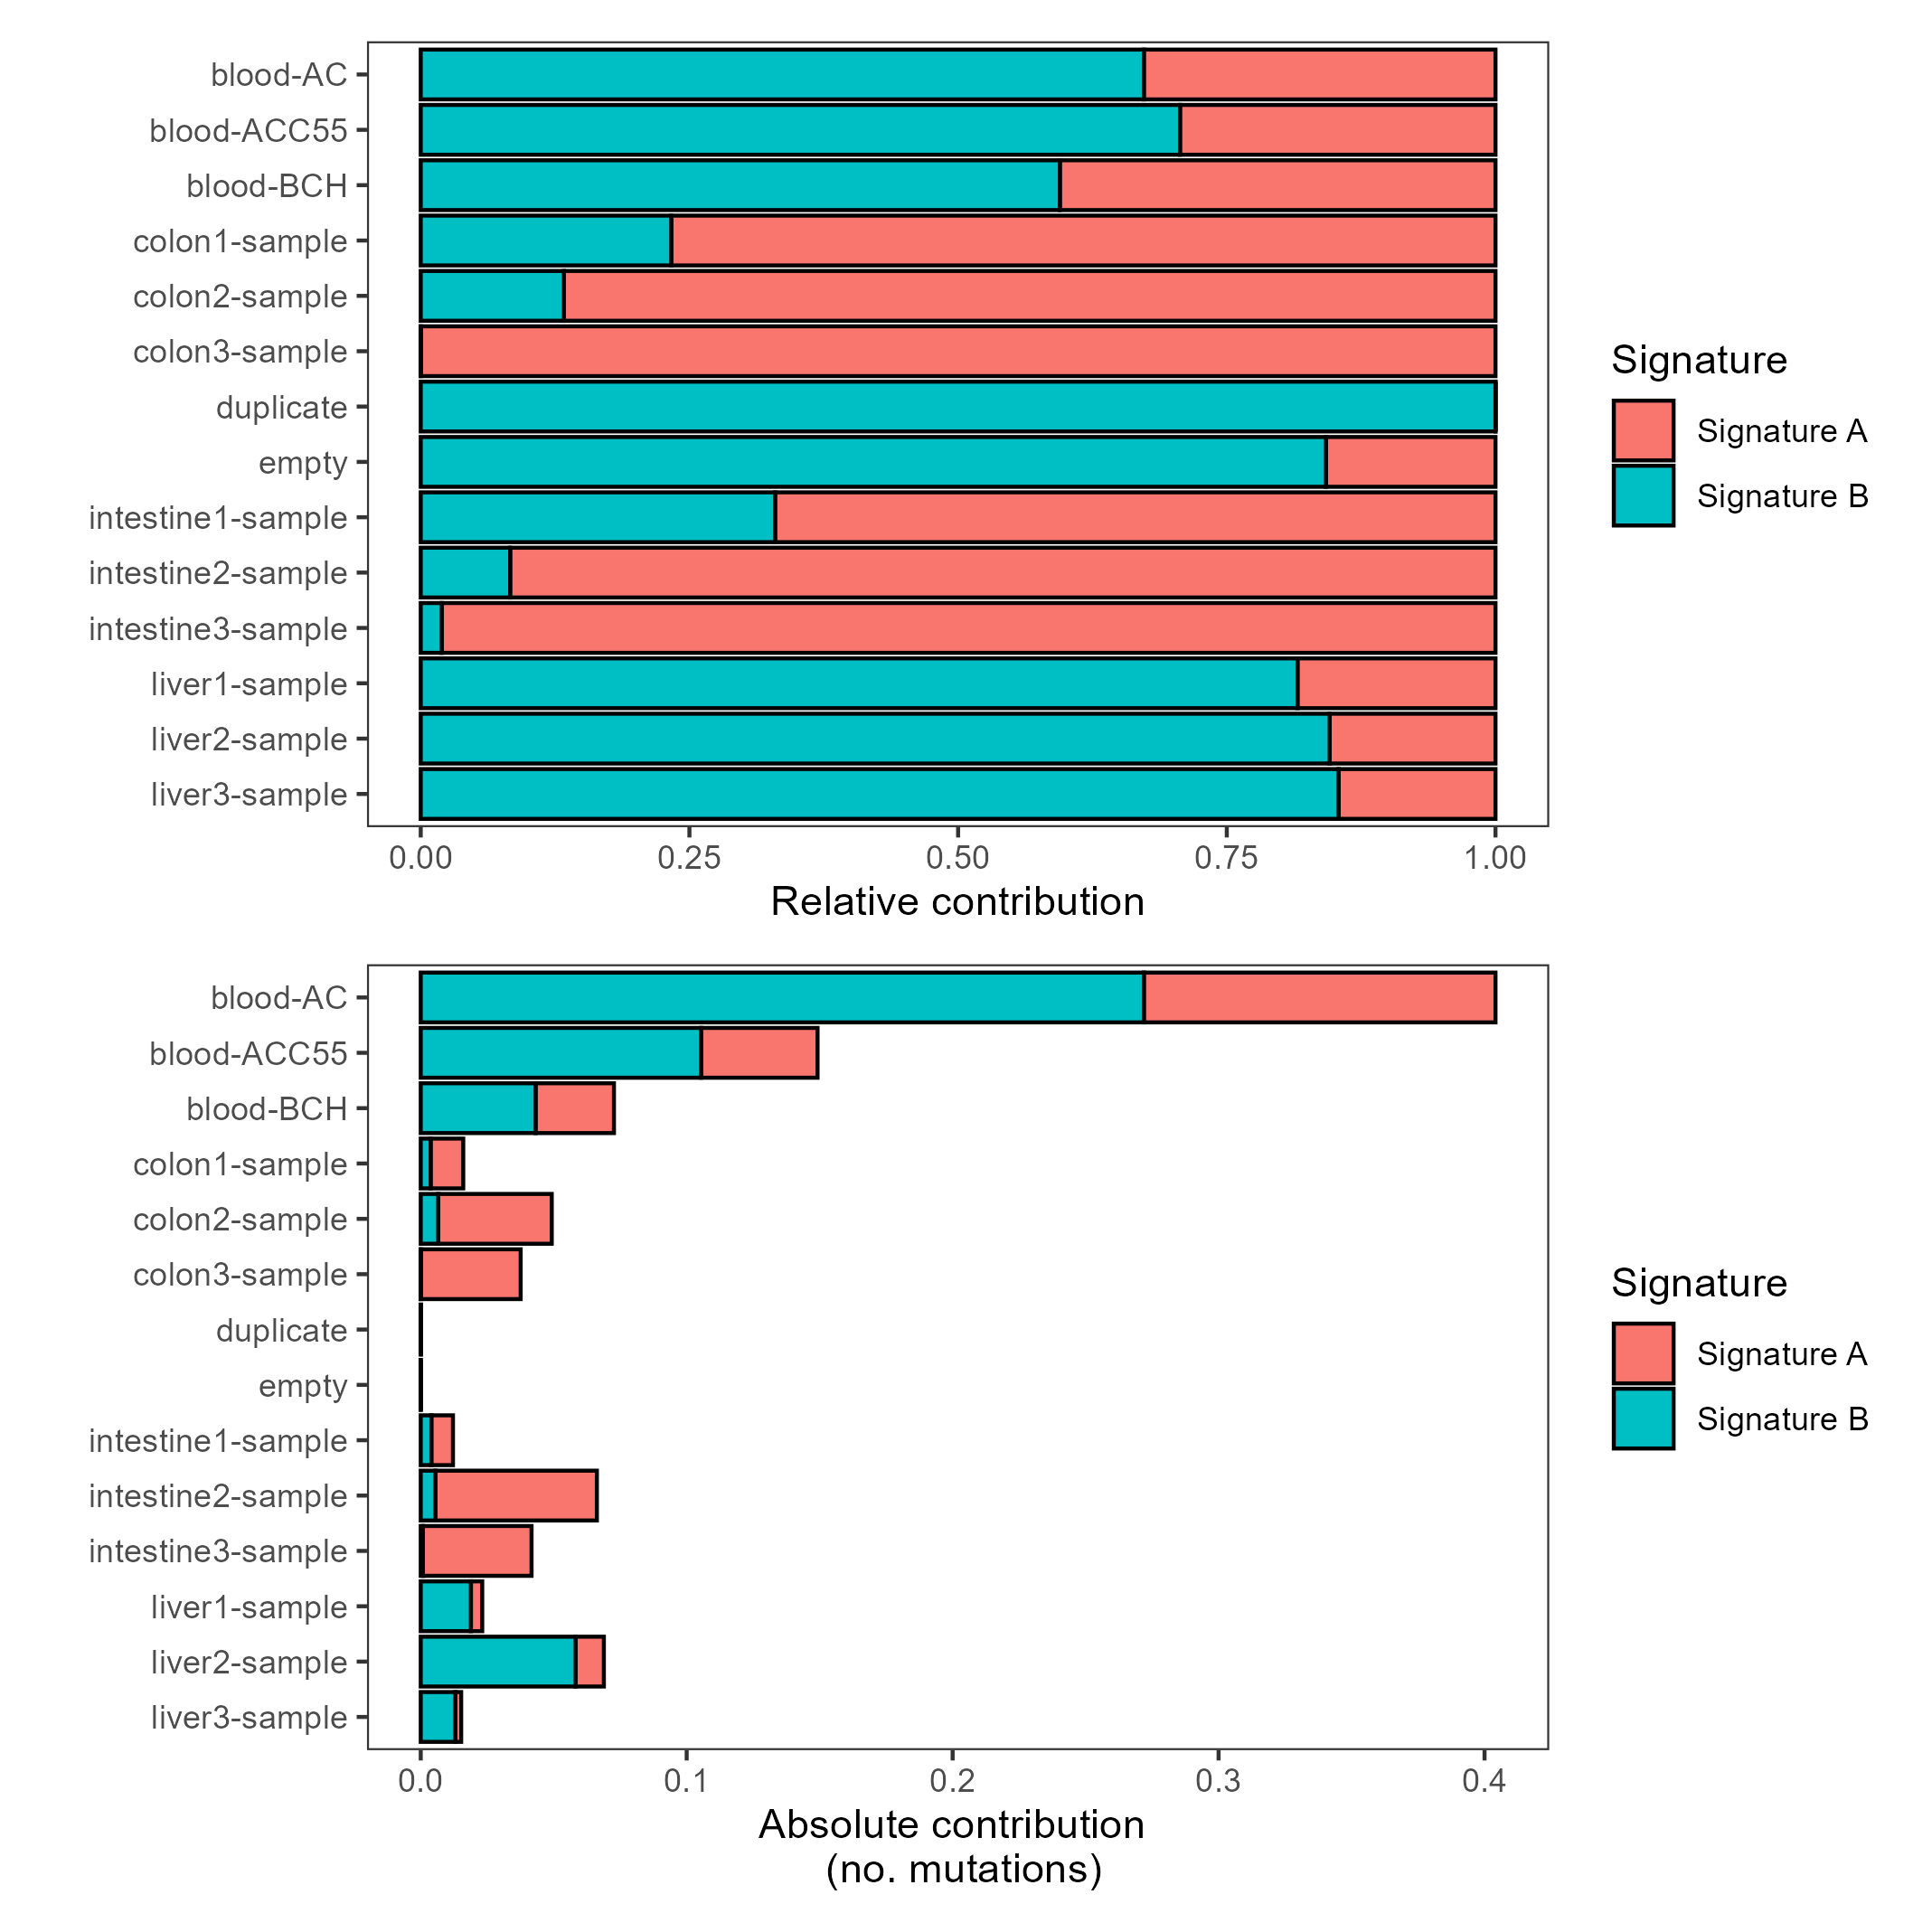 blood-AC
blood-ACC55
blood-BCH
colon1-sample
colon2-sample
colon3-sample
duplicate
empty
intestine1-sample
intestine2-sample
intestine3-sample
liver1-sample
liver2-sample
liver3-sample
0.00 0.25 0.50 0.75 1.00
Relative contribution
Signature
Signature A
Signature B
blood-AC
blood-ACC55
blood-BCH
colon1-sample
colon2-sample
colon3-sample
duplicate
empty
intestine1-sample
intestine2-sample
intestine3-sample
liver1-sample
liver2-sample
liver3-sample
0.0 0.1 0.2 0.3 0.4
Absolute contribution
(no. mutations)
Signature
Signature A
Signature B